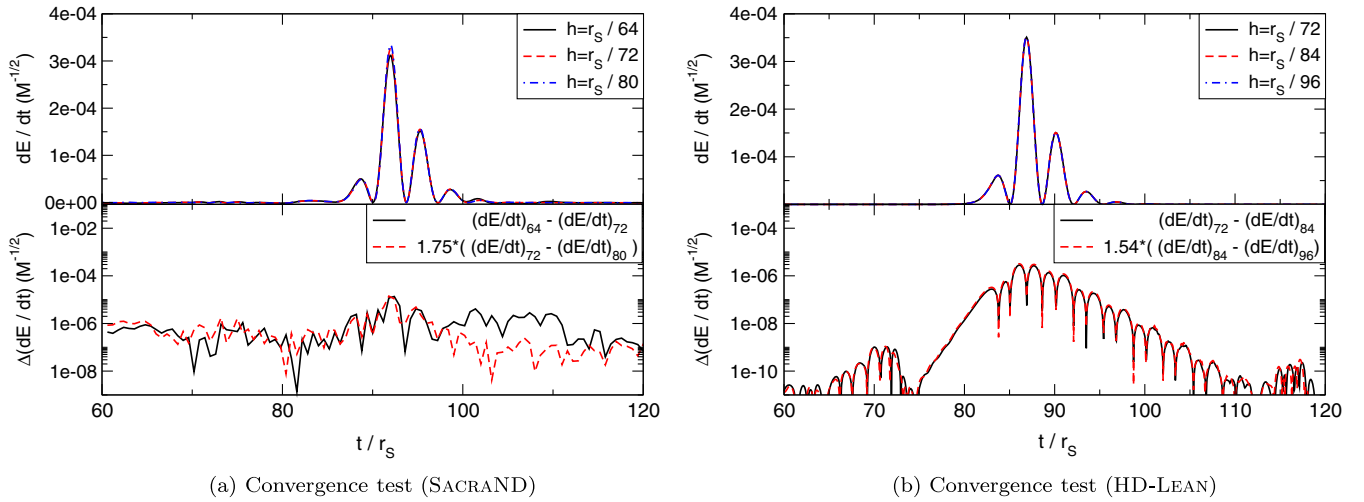 4e-04
3e-04
2e-04
1e-04
0e+00
dE / dt (M^-1/2)
h=r_S / 64
h=r_S / 72
h=r_S / 80
1e-02
1e-04
1e-06
1e-08
Δ(dE / dt) (M^-1/2)
(dE/dt)_64 - (dE/dt)_72
1.75*( (dE/dt)_72 - (dE/dt)_80 )
60 80 100 120
t / r_S
(a) Convergence test (SACRAND)
4e-04
3e-04
2e-04
1e-04
dE / dt (M^-1/2)
h=r_S / 72
h=r_S / 84
h=r_S / 96
1e-04
1e-06
1e-08
1e-10
Δ(dE / dt) (M^-1/2)
(dE/dt)_72 - (dE/dt)_84
1.54*( (dE/dt)_84 - (dE/dt)_96)
60 70 80 90 100 110 120
t / r_S
(b) Convergence test (HD-LEAN)